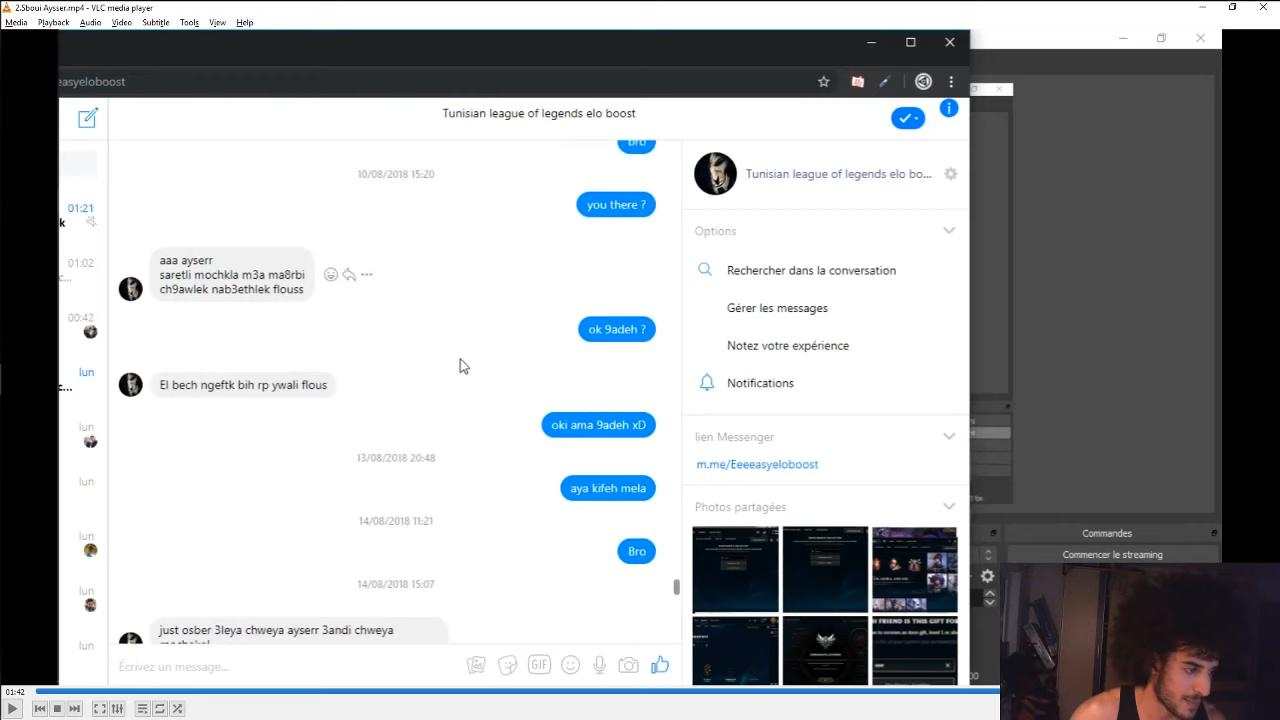 2.Sboui Aysser.mp4 - VLC media player
Media Playback Audio Video Subtitle Tools View Help
easyeloboost
Tunisian league of legends elo boost
bro
10/08/2018 15:20
you there ?
aaa ayserr
saretli mochkla m3a ma8rbi
ch9awlek nab3ethlek flouss
ok 9adeh ?
El bech ngeftk bih rp ywali flous
oki ama 9adeh xD
13/08/2018 20:48
aya kifeh mela
14/08/2018 11:21
Bro
14/08/2018 15:07
just osber 3leya chweya ayserr 3andi chweya
Écrivez un message...
GIF
01:21
k
01:02
c...
00:42
lun
c...
lun
lun
lun
lun
lun
Tunisian league of legends elo bo...
Options
Rechercher dans la conversation
Gérer les messages
Notez votre expérience
Notifications
lien Messenger
m.me/Eeeeasyeloboost
Photos partagées
Commandes
Commencer le streaming
01:42